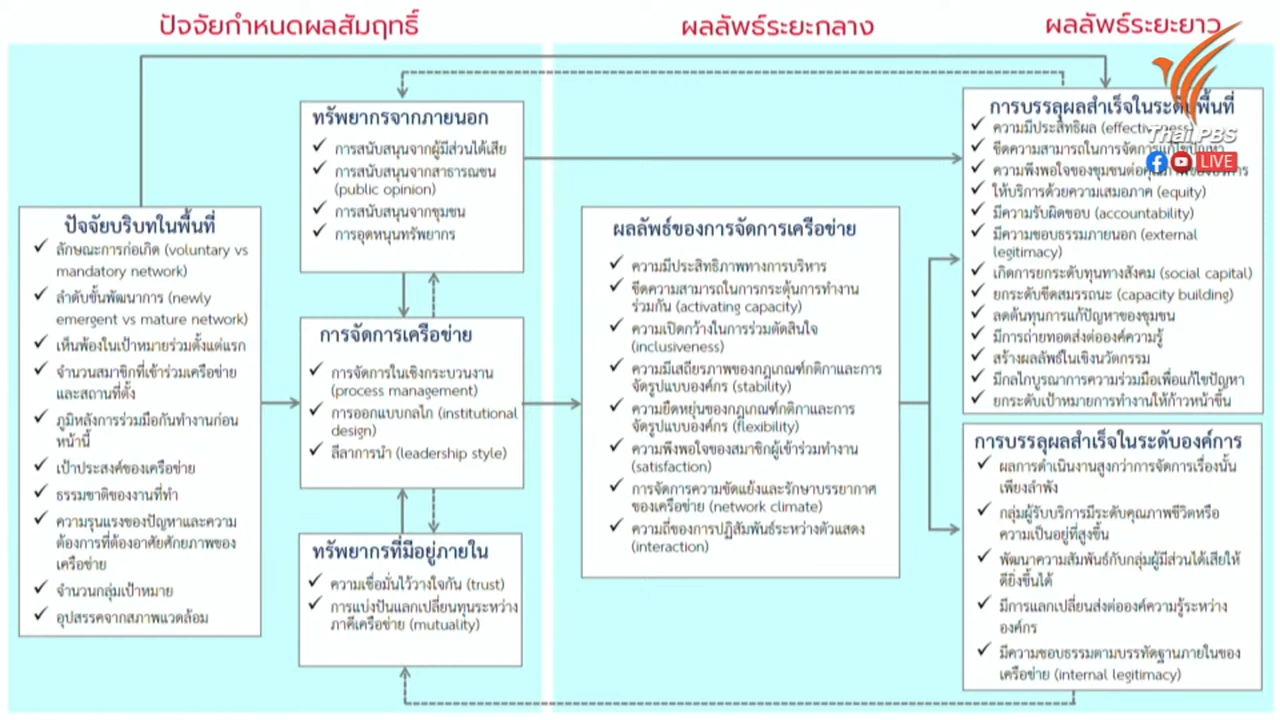 ปัจจัยกำหนดผลสัมฤทธิ์
ผลลัพธ์ระยะกลาง
ผลลัพธ์ระยะยาว
ปัจจัยบริบทในพื้นที่
ลักษณะการก่อเกิด (voluntary vs
mandatory network)
ลำดับขั้นพัฒนาการ (newly
emergent vs mature network)
เห็นพ้องในเป้าหมายร่วมตั้งแต่แรก
จำนวนสมาชิกที่เข้าร่วมเครือข่าย
และสถานที่ตั้ง
ภูมิหลังการร่วมมือกันทำงานก่อน
หน้านี้
เป้าประสงค์ของเครือข่าย
ธรรมชาติของงานที่ทำ
ความรุนแรงของปัญหาและความ
ต้องการที่ต้องอาศัยศักยภาพของ
เครือข่าย
จำนวนกลุ่มเป้าหมาย
อุปสรรคจากสภาพแวดล้อม
ทรัพยากรจากภายนอก
การสนับสนุนจากผู้มีส่วนได้เสีย
การสนับสนุนจากสาธารณชน
(public opinion)
การสนับสนุนจากชุมชน
การอุดหนุนทรัพยากร
การจัดการเครือข่าย
การจัดการในเชิงกระบวนงาน
(process management)
การออกแบบกลไก (institutional
design)
ลีลาการนำ (leadership style)
ทรัพยากรที่มีอยู่ภายใน
ความเชื่อมั่นไว้วางใจกัน (trust)
การแบ่งปันแลกเปลี่ยนทุนระหว่าง
ภาคีเครือข่าย (mutuality)
ผลลัพธ์ของการจัดการเครือข่าย
ความมีประสิทธิภาพทางการบริหาร
ขีดความสามารถในการกระตุ้นการทำงาน
ร่วมกัน (activating capacity)
ความเปิดกว้างในการร่วมตัดสินใจ
(inclusiveness)
ความมีเสถียรภาพของกฎเกณฑ์กติกาและการ
จัดรูปแบบองค์กร (stability)
ความยืดหยุ่นของกฎเกณฑ์กติกาและการ
จัดรูปแบบองค์กร (flexibility)
ความพึงพอใจของสมาชิกผู้เข้าร่วมทำงาน
(satisfaction)
การจัดการความขัดแย้งและรักษาบรรยากาศ
ของเครือข่าย (network climate)
ความถี่ของการปฏิสัมพันธ์ระหว่างตัวแสดง
(interaction)
การบรรลุผลสำเร็จในระดับพื้นที่
ความมีประสิทธิผล (effectiveness)
ขีดความสามารถในการจัดการแก้ไขปัญหา
ความพึงพอใจของชุมชนต่อคุณภาพของบริการ
ให้บริการด้วยความเสมอภาค (equity)
มีความรับผิดชอบ (accountability)
มีความชอบธรรมภายนอก (external
legitimacy)
เกิดการยกระดับทุนทางสังคม (social capital)
ยกระดับขีดสมรรถนะ (capacity building)
ลดต้นทุนการแก้ปัญหาของชุมชน
มีการถ่ายทอดส่งต่อองค์ความรู้
สร้างผลลัพธ์ในเชิงนวัตกรรม
มีกลไกบูรณาการความร่วมมือเพื่อแก้ไขปัญหา
ยกระดับเป้าหมายการทำงานให้ก้าวหน้าขึ้น
Thai PBS
LIVE
การบรรลุผลสำเร็จในระดับองค์การ
ผลการดำเนินงานสูงกว่าการจัดการเรื่องนั้น
เพียงลำพัง
กลุ่มผู้รับบริการมีระดับคุณภาพชีวิตหรือ
ความเป็นอยู่ที่สูงขึ้น
พัฒนาความสัมพันธ์กับกลุ่มผู้มีส่วนได้เสียให้
ดียิ่งขึ้นได้
มีการแลกเปลี่ยนส่งต่อองค์ความรู้ระหว่าง
องค์กร
มีความชอบธรรมตามบรรทัดฐานภายในของ
เครือข่าย (internal legitimacy)